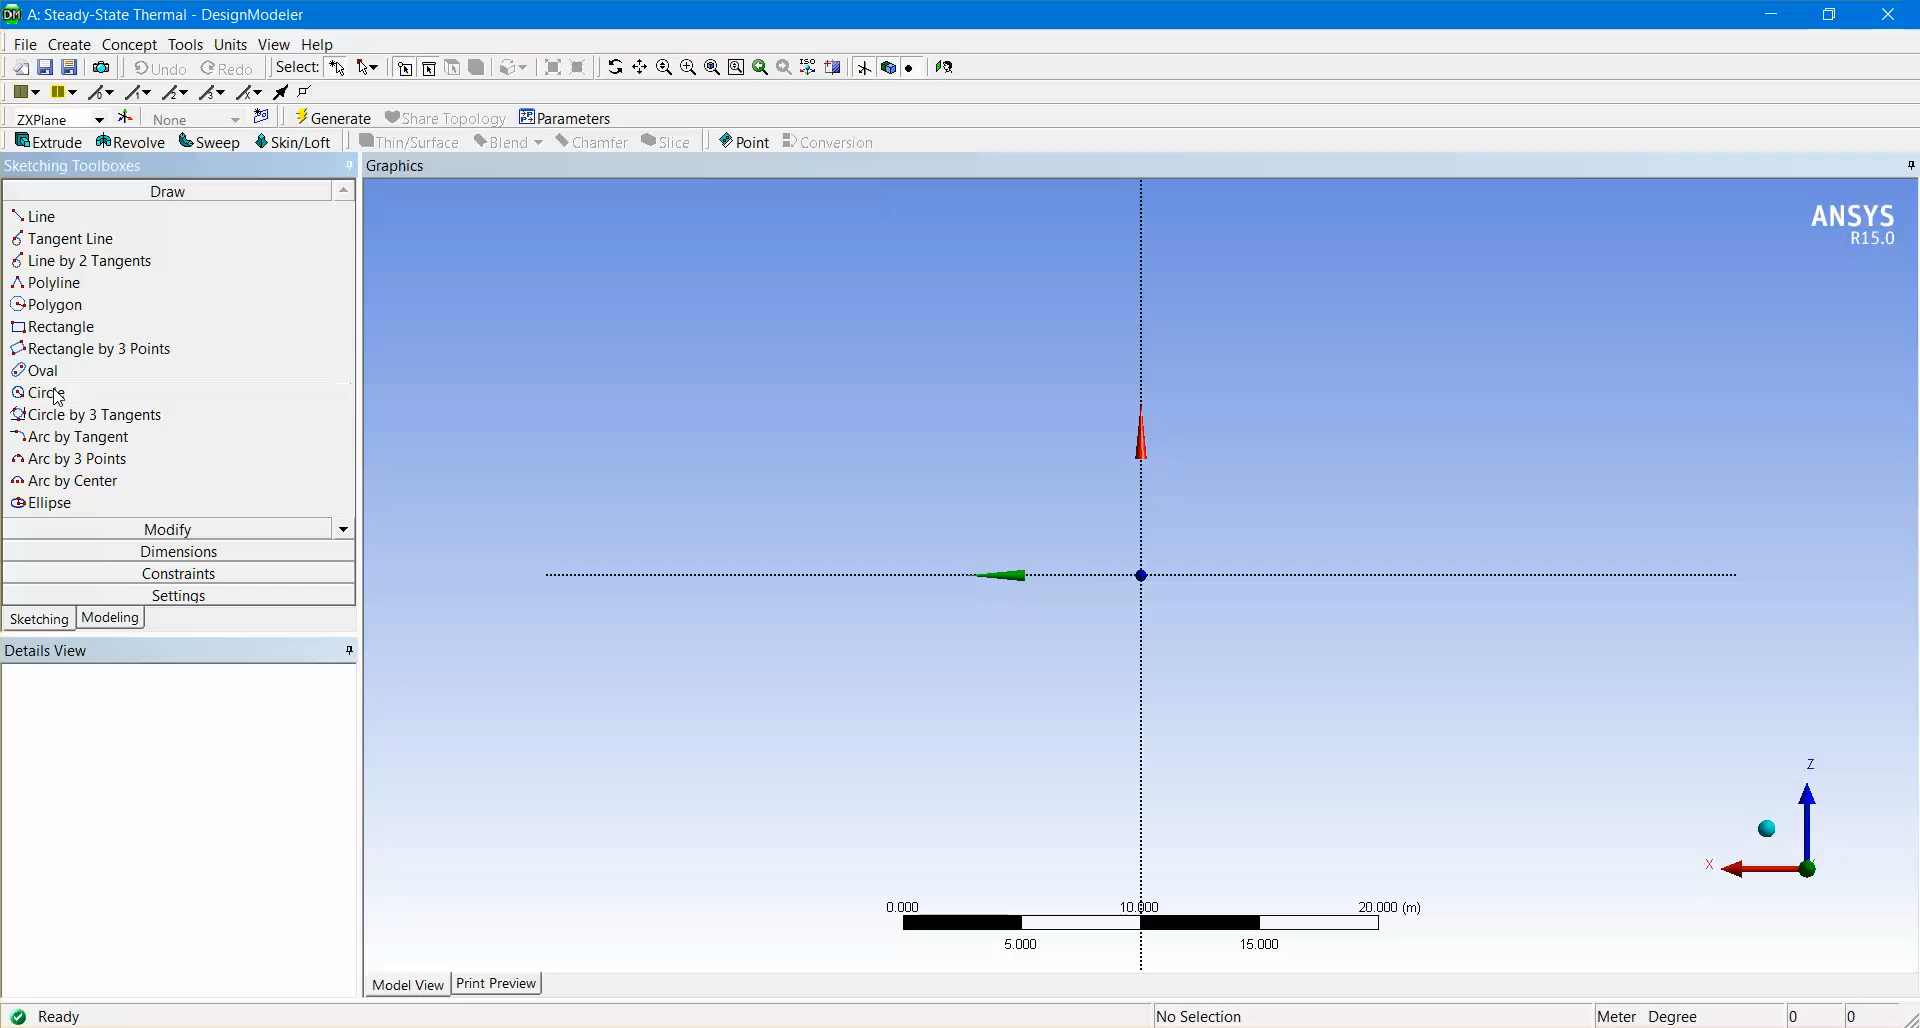 A: Steady-State Thermal - DesignModeler
File Create Concept Tools Units View Help
Undo Redo Select: ISO
ZXPlane None Generate Share Topology Parameters
Extrude Revolve Sweep Skin/Loft Thin/Surface Blend Chamfer Slice Point Conversion
Sketching Toolboxes
Graphics
Draw
Line
Tangent Line
Line by 2 Tangents
Polyline
Polygon
Rectangle
Rectangle by 3 Points
Oval
Circle
Circle by 3 Tangents
Arc by Tangent
Arc by 3 Points
Arc by Center
Ellipse
Modify
Dimensions
Constraints
Settings
Sketching Modeling
Details View
ANSYS
R15.0
Z
X
0.000 10.000 20.000 (m)
5.000 15.000
Model View Print Preview
Ready No Selection Meter Degree 0 0